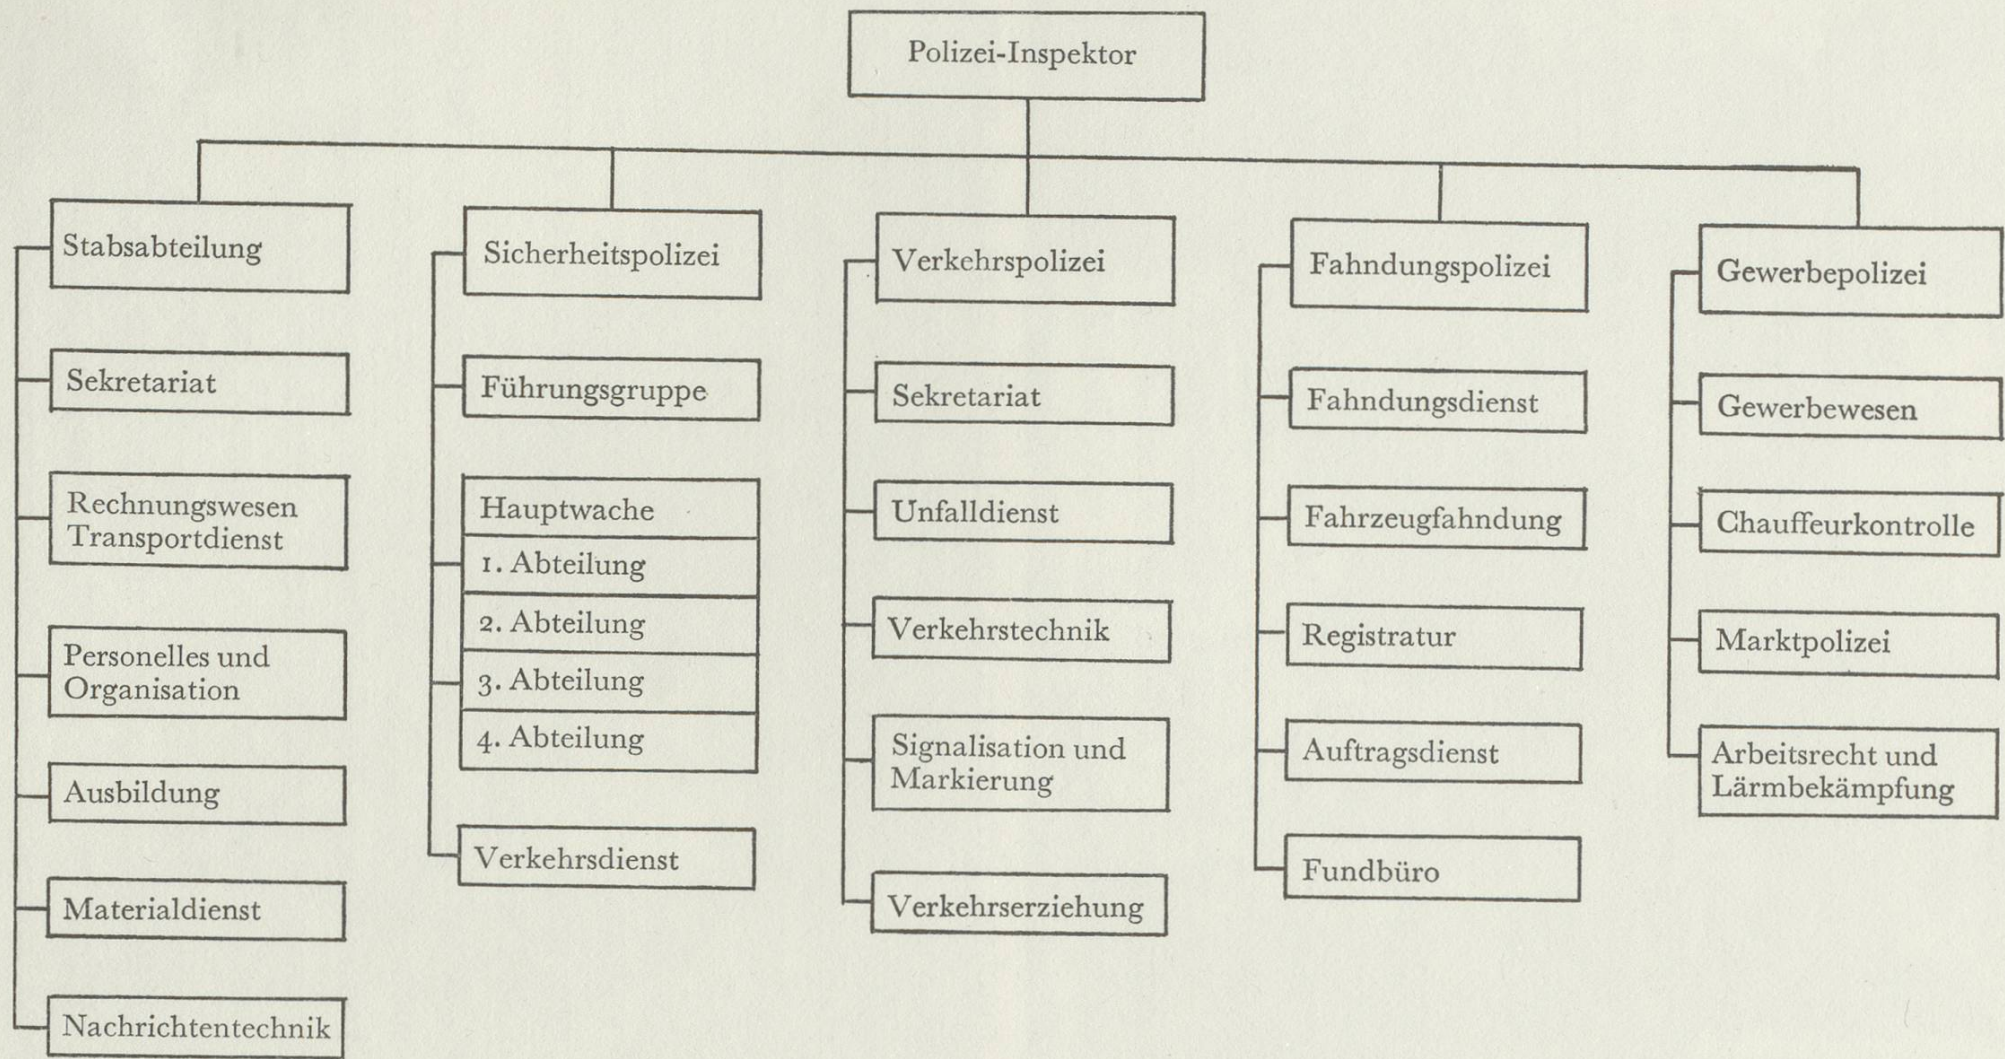 Polizei-Inspektor
Stabsabteilung
Sekretariat
Rechnungswesen
Transportdienst
Personelles und
Organisation
Ausbildung
Materialdienst
Nachrichtentechnik
Sicherheitspolizei
Führungsgruppe
Hauptwache
1. Abteilung
2. Abteilung
3. Abteilung
4. Abteilung
Verkehrsdienst
Verkehrspolizei
Sekretariat
Unfalldienst
Verkehrstechnik
Signalisation und
Markierung
Verkehrserziehung
Fahndungspolizei
Fahndungsdienst
Fahrzeugfahndung
Registratur
Auftragsdienst
Fundbüro
Gewerbepolizei
Gewerbewesen
Chauffeurkontrolle
Marktpolizei
Arbeitsrecht und
Lärmbekämpfung